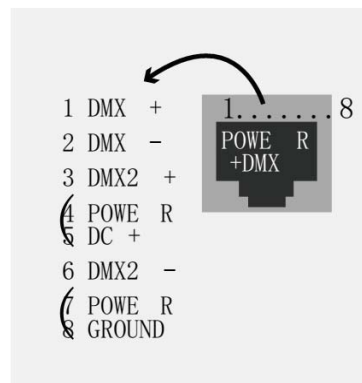 1 DMX +
2 DMX -
3 DMX2 +
4 POWE R
5 DC +
6 DMX2 -
7 POWE R
8 GROUND
1.......8
POWE R
+DMX